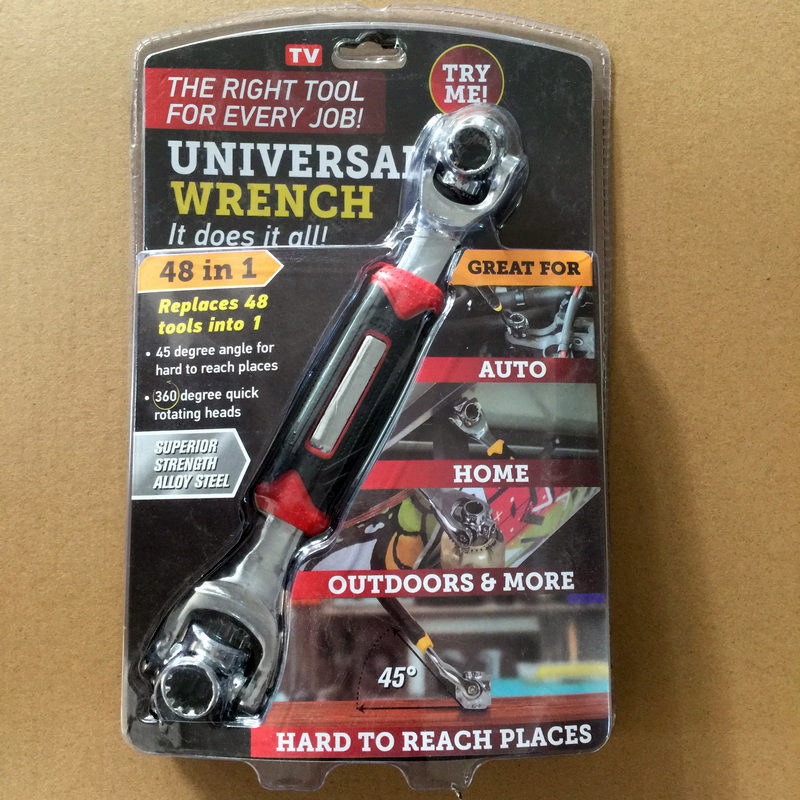 TV
TRY
ME!
THE RIGHT TOOL
FOR EVERY JOB!
UNIVERSAL
WRENCH
It does it all!
48 in 1
Replaces 48
tools into 1
• 45 degree angle for
hard to reach places
• 360 degree quick
rotating heads
SUPERIOR
STRENGTH
ALLOY STEEL
GREAT FOR
AUTO
HOME
OUTDOORS & MORE
45°
HARD TO REACH PLACES